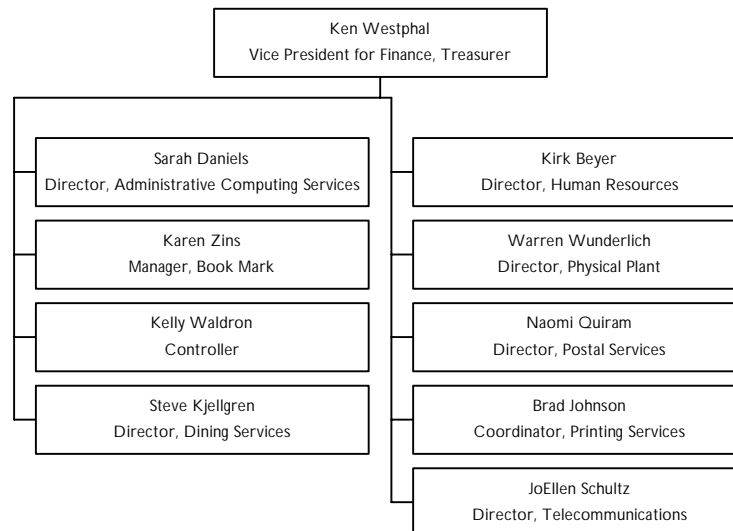 Ken Westphal
Vice President for Finance, Treasurer
Sarah Daniels
Director, Administrative Computing Services
Karen Zins
Manager, Book Mark
Kelly Waldron
Controller
Steve Kjellgren
Director, Dining Services
Kirk Beyer
Director, Human Resources
Warren Wunderlich
Director, Physical Plant
Naomi Quiram
Director, Postal Services
Brad Johnson
Coordinator, Printing Services
JoEllen Schultz
Director, Telecommunications